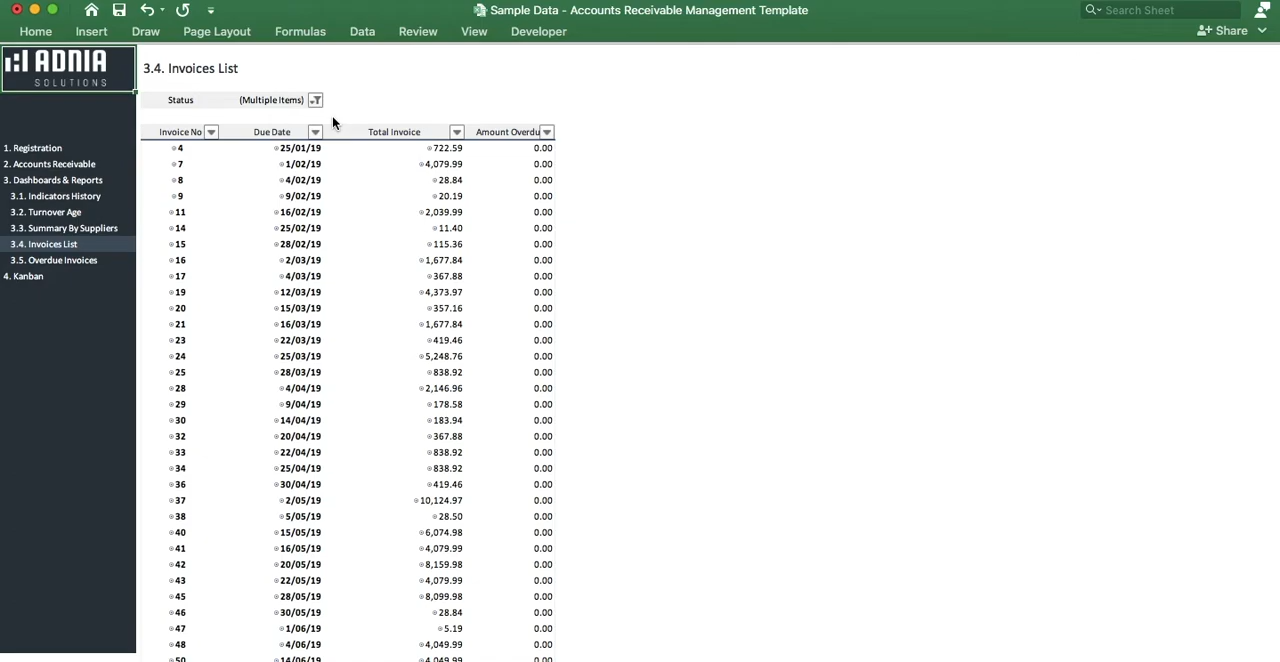 Sample Data - Accounts Receivable Management Template
Search Sheet
Home Insert Draw Page Layout Formulas Data Review View Developer
Share
ADNIA
SOLUTIONS
1. Registration
2. Accounts Receivable
3. Dashboards & Reports
3.1. Indicators History
3.2. Turnover Age
3.3. Summary By Suppliers
3.4. Invoices List
3.5. Overdue Invoices
4. Kanban
3.4. Invoices List
Status (Multiple Items)
Invoice No Due Date Total Invoice Amount Overdu
4 25/01/19 722.59 0.00
7 1/02/19 4,079.99 0.00
8 4/02/19 28.84 0.00
9 9/02/19 20.19 0.00
11 16/02/19 2,039.99 0.00
14 25/02/19 11.40 0.00
15 28/02/19 115.36 0.00
16 2/03/19 1,677.84 0.00
17 4/03/19 367.88 0.00
19 12/03/19 4,373.97 0.00
20 15/03/19 357.16 0.00
21 16/03/19 1,677.84 0.00
23 22/03/19 419.46 0.00
24 25/03/19 5,248.76 0.00
25 28/03/19 838.92 0.00
28 4/04/19 2,146.96 0.00
29 9/04/19 178.58 0.00
30 14/04/19 183.94 0.00
32 20/04/19 367.88 0.00
33 22/04/19 838.92 0.00
34 25/04/19 838.92 0.00
36 30/04/19 419.46 0.00
37 2/05/19 10,124.97 0.00
38 5/05/19 28.50 0.00
40 15/05/19 6,074.98 0.00
41 16/05/19 4,079.99 0.00
42 20/05/19 8,159.98 0.00
43 22/05/19 4,079.99 0.00
45 28/05/19 8,099.98 0.00
46 30/05/19 28.84 0.00
47 1/06/19 5.19 0.00
48 4/06/19 4,049.99 0.00
50 14/06/19 4,049.99 0.00